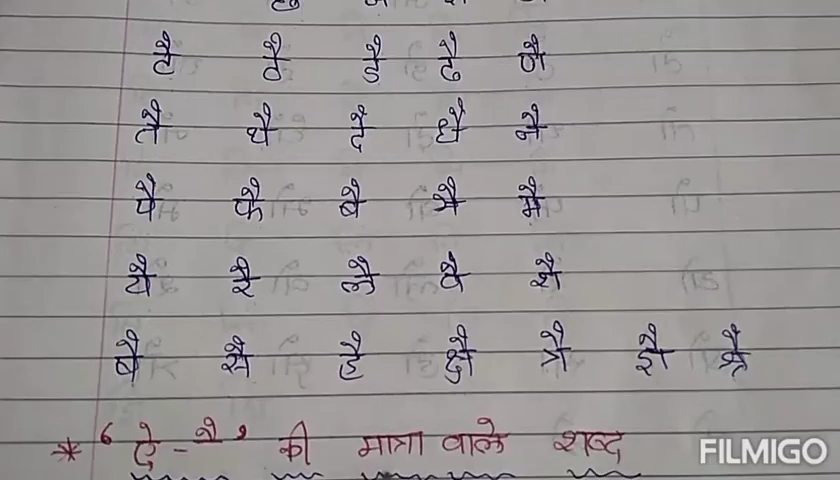 टै ठै डै ढै णै
तै थै दै धै नै
पै फै बै भै मै
यै रै लै वै शै
षै सै है क्षै त्रै ज्ञै श्रै
* ‘ ऐ - ै ’ की मात्रा वाले शब्द
FILMIGO